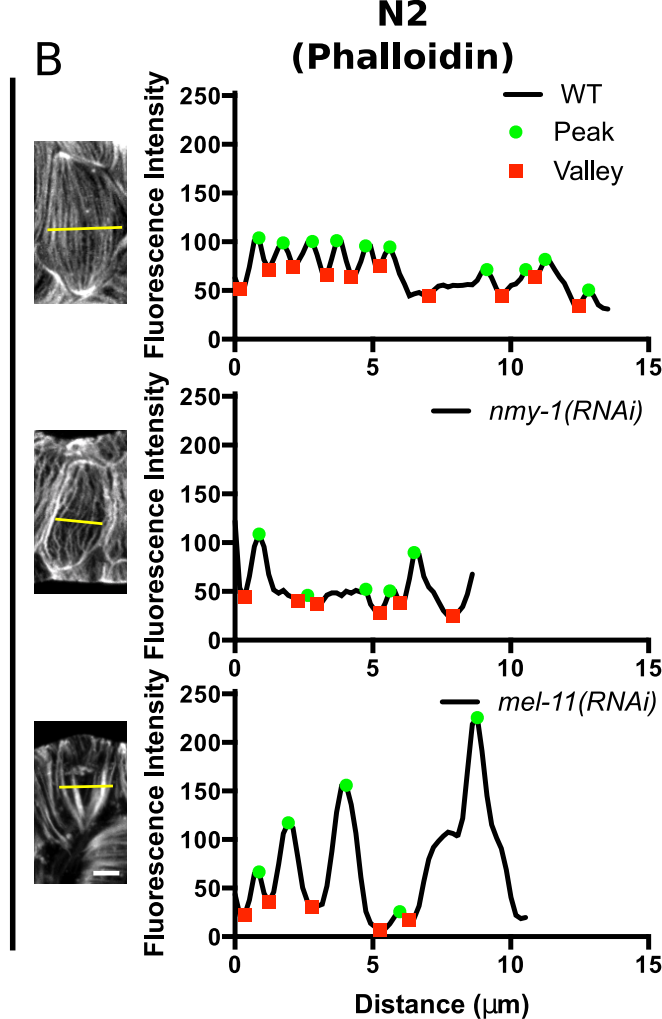 B
N2
(Phalloidin)
Fluorescence Intensity
250
200
150
100
50
0
0 5 10 15
WT
Peak
Valley
Fluorescence Intensity
250
200
150
100
50
0
0 5 10 15
nmy-1(RNAi)
Fluorescence Intensity
250
200
150
100
50
0
0 5 10 15
mel-11(RNAi)
Distance (μm)